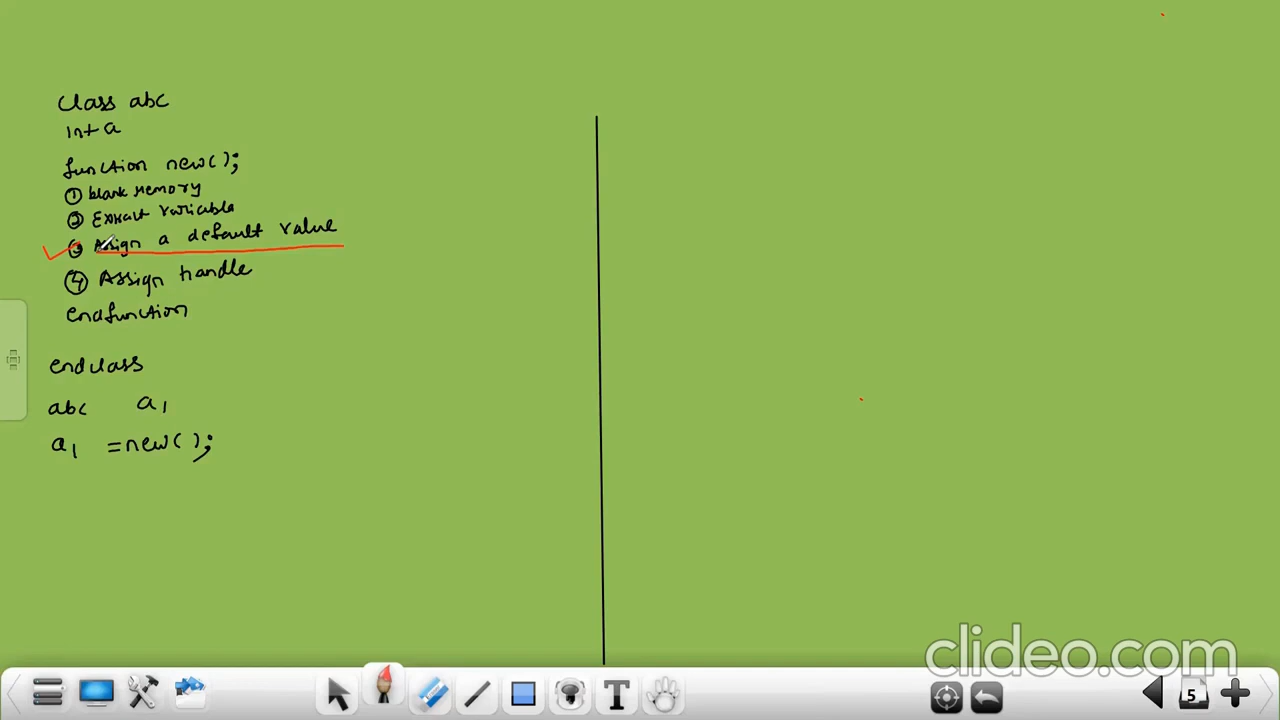 class abc
int a
function new();
① blank memory
② Extract variable
③ Assign a default value
④ Assign handle
endfunction
endclass
abc a1
a1 =new();
clideo.com
T
5